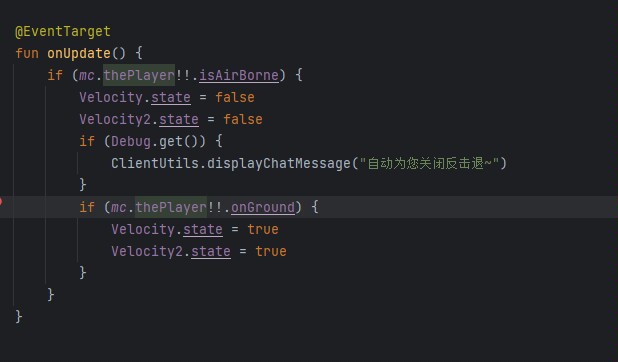 @EventTarget
fun onUpdate() {
if (mc.thePlayer!!.isAirBorne) {
Velocity.state = false
Velocity2.state = false
if (Debug.get()) {
ClientUtils.displayChatMessage("自动为您关闭反击退~")
}
if (mc.thePlayer!!.onGround) {
Velocity.state = true
Velocity2.state = true
}
}
}